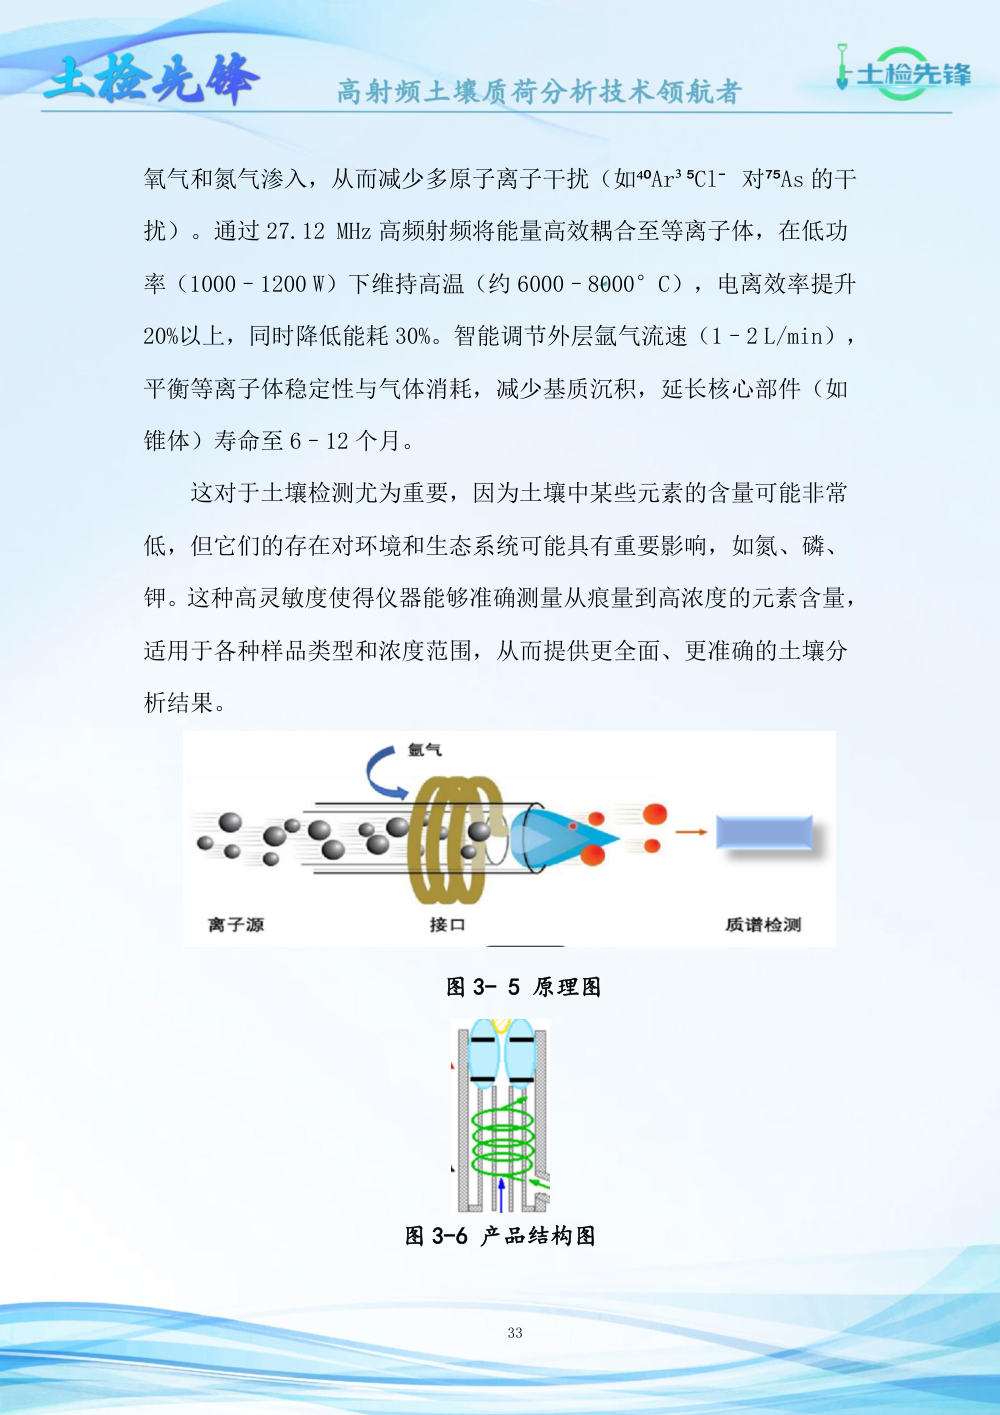 土检先锋
高射频土壤质荷分析技术领航者
土检先锋
氧气和氮气渗入，从而减少多原子离子干扰（如⁴⁰Ar³⁵Cl⁻ 对⁷⁵As 的干
扰）。通过 27.12 MHz 高频射频将能量高效耦合至等离子体，在低功
率（1000–1200 W）下维持高温（约 6000–8000°C），电离效率提升
20%以上，同时降低能耗 30%。智能调节外层氩气流速（1–2 L/min），
平衡等离子体稳定性与气体消耗，减少基质沉积，延长核心部件（如
锥体）寿命至 6–12 个月。
这对于土壤检测尤为重要，因为土壤中某些元素的含量可能非常
低，但它们的存在对环境和生态系统可能具有重要影响，如氮、磷、
钾。这种高灵敏度使得仪器能够准确测量从痕量到高浓度的元素含量，
适用于各种样品类型和浓度范围，从而提供更全面、更准确的土壤分
析结果。
氩气
离子源 接口 质谱检测
图 3- 5 原理图
图 3-6 产品结构图
33